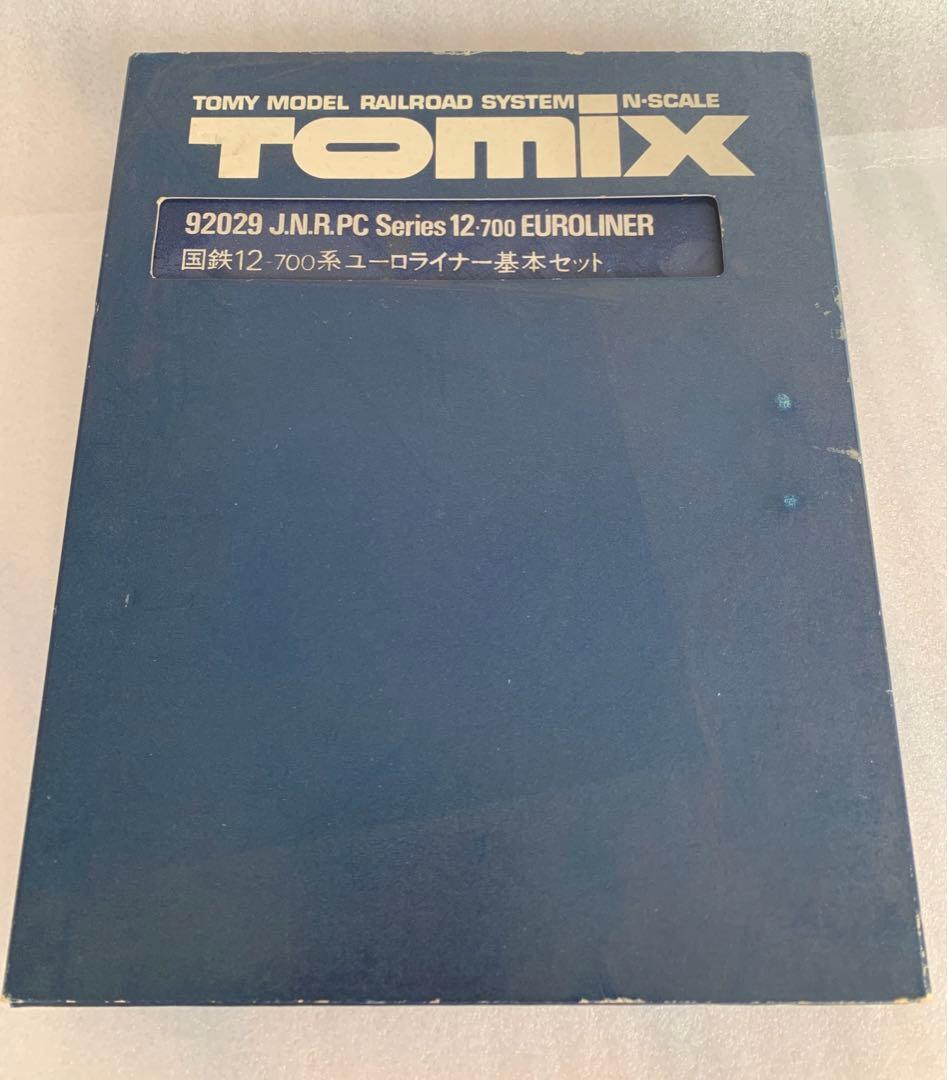 TOMY MODEL RAILROAD SYSTEM N-SCALE
TOMIX
92029 J.N.R.PC Series 12-700 EUROLINER
国鉄12-700系ユーロライナー基本セット